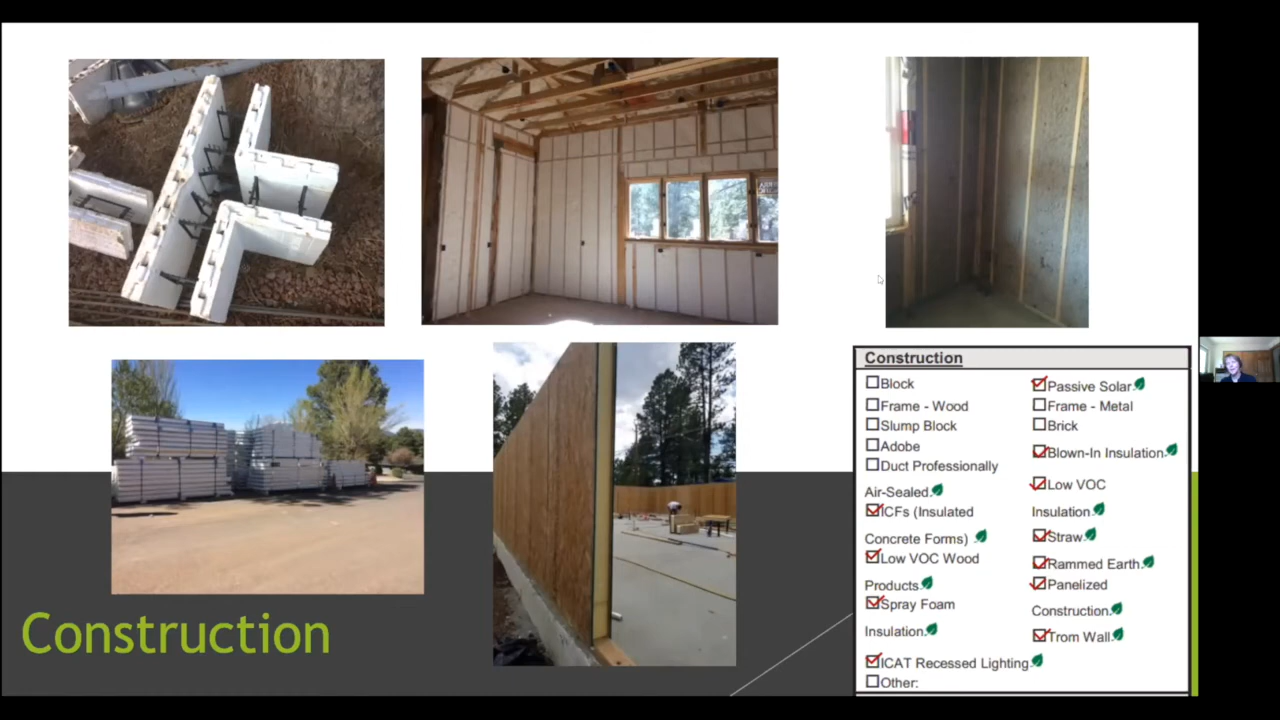 Construction
Construction
Block
Frame - Wood
Slump Block
Adobe
Duct Professionally
Air-Sealed
ICFs (Insulated
Concrete Forms)
Low VOC Wood
Products
Spray Foam
Insulation
ICAT Recessed Lighting
Other:
Passive Solar
Frame - Metal
Brick
Blown-In Insulation
Low VOC
Insulation
Straw
Rammed Earth
Panelized
Construction
Trom Wall